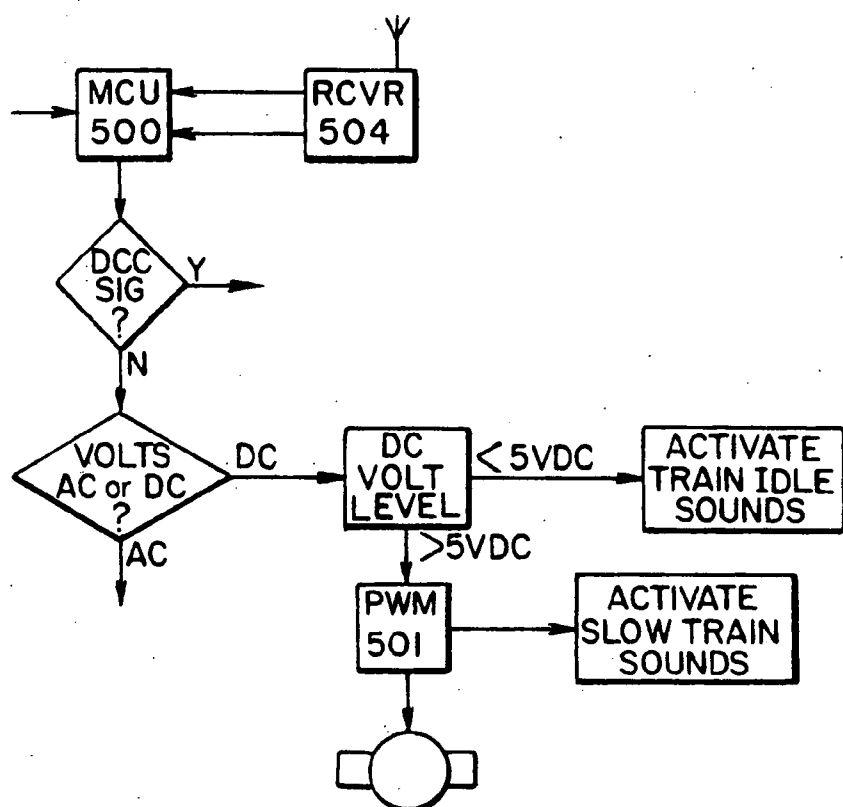 MCU
500
RCVR
504
DCC
SIG
?
Y
N
VOLTS
AC or DC
?
DC
AC
DC
VOLT
LEVEL
<5VDC
ACTIVATE
TRAIN IDLE
SOUNDS
>5VDC
PWM
501
ACTIVATE
SLOW TRAIN
SOUNDS